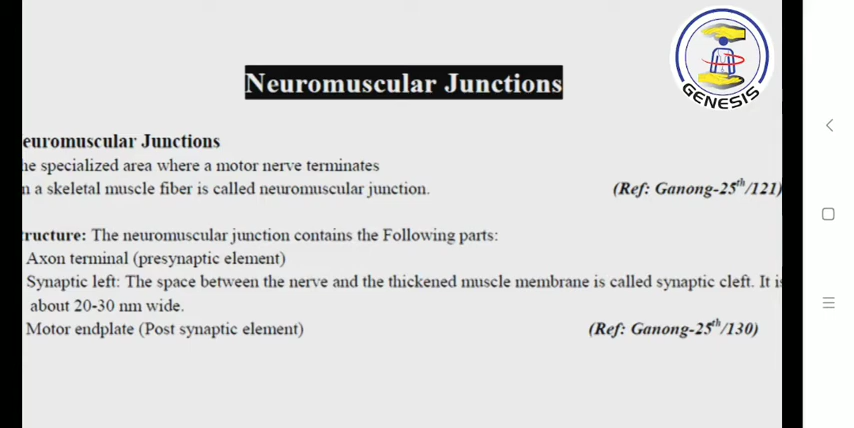 Neuromuscular Junctions
GENESIS
euromuscular Junctions
he specialized area where a motor nerve terminates
n a skeletal muscle fiber is called neuromuscular junction. (Ref: Ganong-25th/121)
tructure: The neuromuscular junction contains the Following parts:
Axon terminal (presynaptic element)
Synaptic left: The space between the nerve and the thickened muscle membrane is called synaptic cleft. It is
about 20-30 nm wide.
Motor endplate (Post synaptic element) (Ref: Ganong-25th/130)